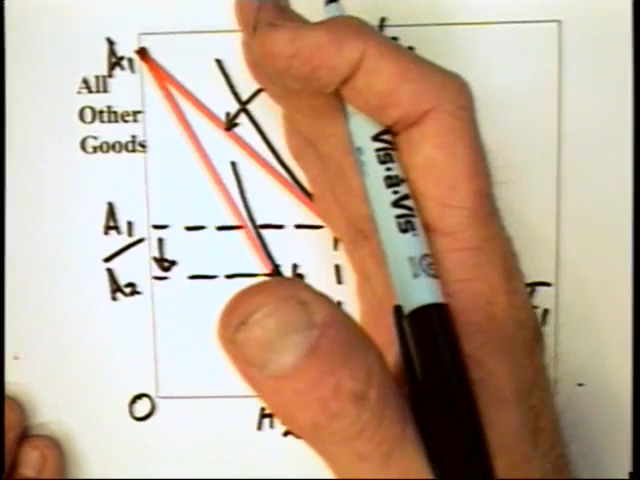 A₁
All
Other
Goods
A₁
A₂
O
Vis·à·Vis